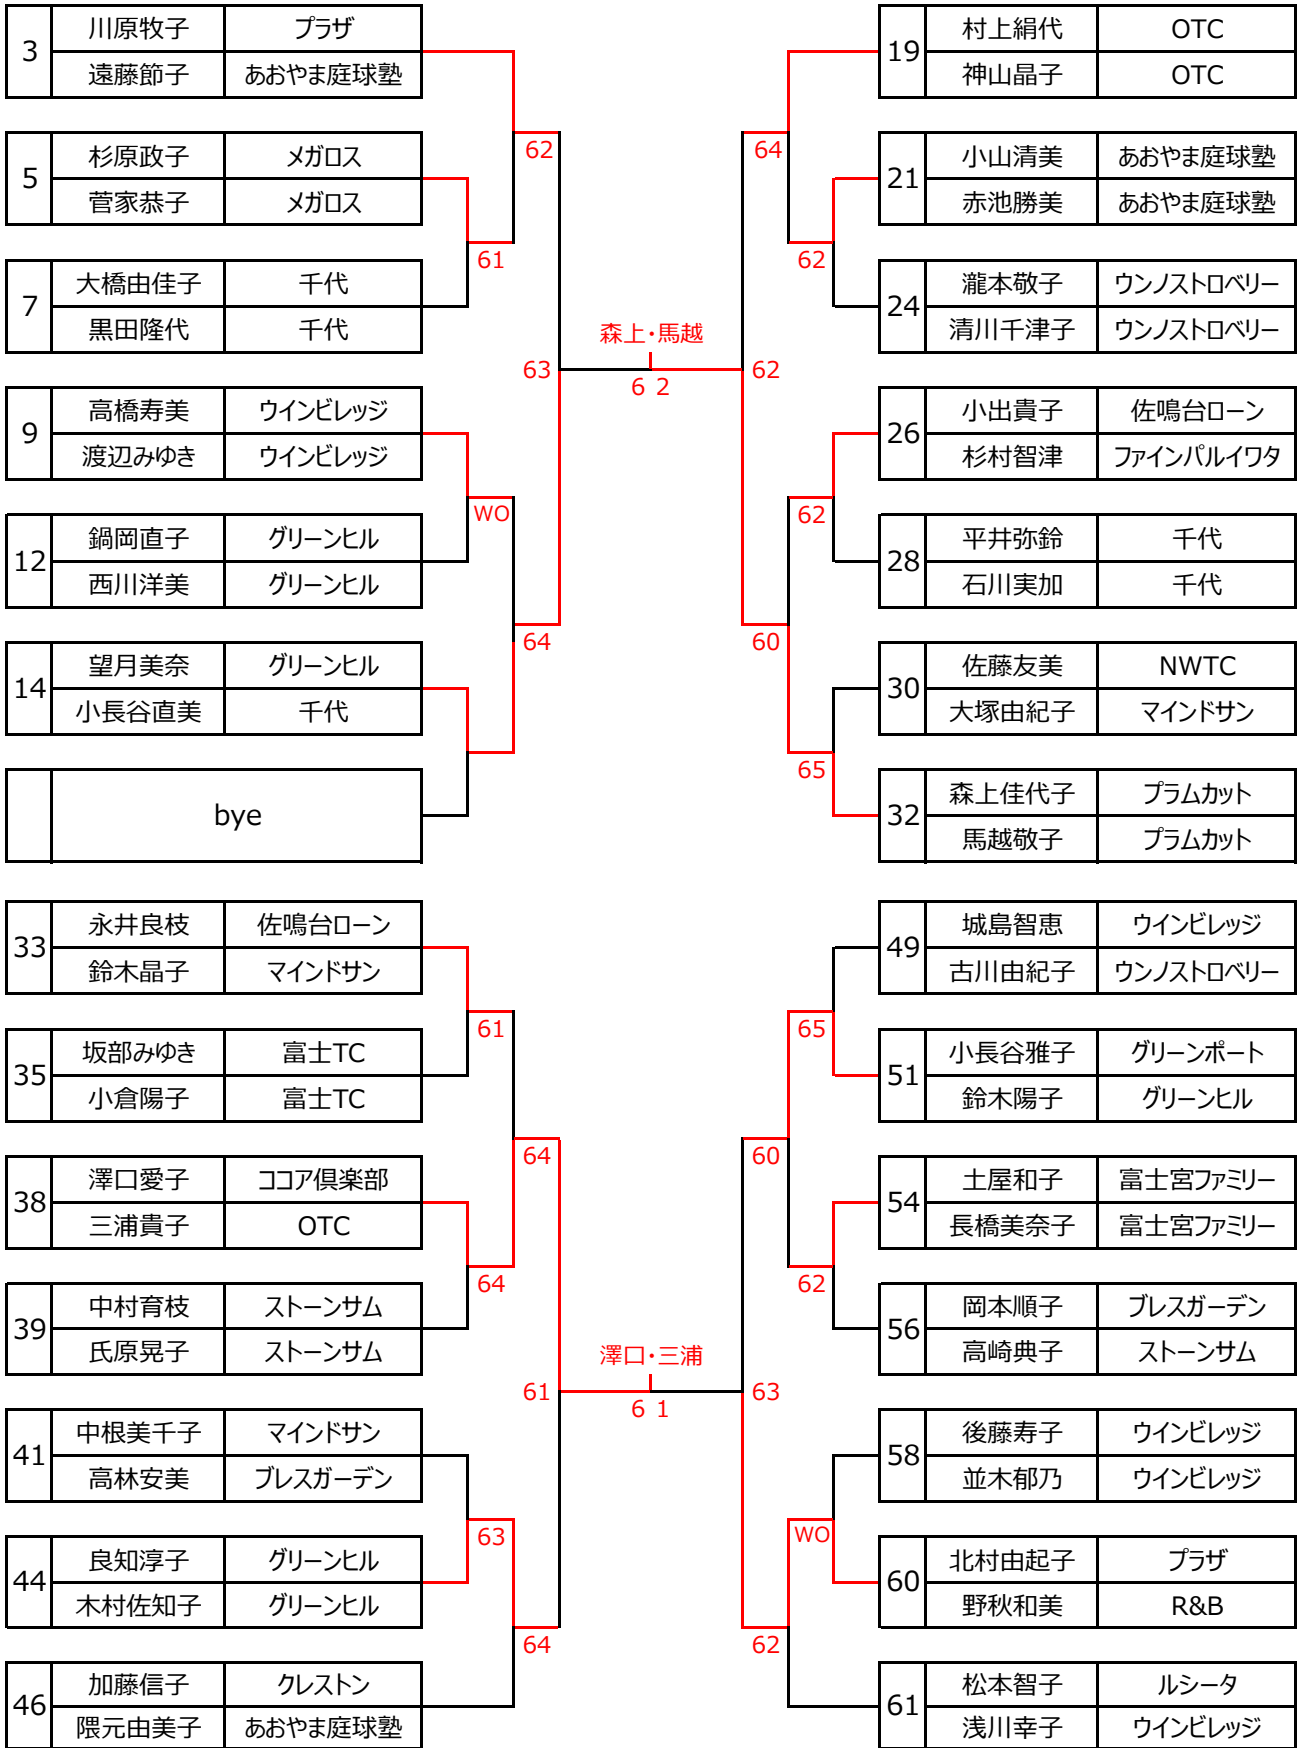 3 川原牧子 プラザ
遠藤節子 あおやま庭球塾
5 杉原政子 メガロス
菅家恭子 メガロス
7 大橋由佳子 千代
黒田隆代 千代
9 高橋寿美 ウインビレッジ
渡辺みゆき ウインビレッジ
12 鍋岡直子 グリーンヒル
西川洋美 グリーンヒル
14 望月美奈 グリーンヒル
小長谷直美 千代
bye
62
61
63
WO
64
森上・馬越
6 2
64
62
62
62
60
65
19 村上絹代 OTC
神山晶子 OTC
21 小山清美 あおやま庭球塾
赤池勝美 あおやま庭球塾
24 瀧本敬子 ウンノストロベリー
清川千津子 ウンノストロベリー
26 小出貴子 佐鳴台ローン
杉村智津 ファインパルイワタ
28 平井弥鈴 千代
石川実加 千代
30 佐藤友美 NWTC
大塚由紀子 マインドサン
32 森上佳代子 プラムカット
馬越敬子 プラムカット
33 永井良枝 佐鳴台ローン
鈴木晶子 マインドサン
35 坂部みゆき 富士TC
小倉陽子 富士TC
38 澤口愛子 ココア倶楽部
三浦貴子 OTC
39 中村育枝 ストーンサム
氏原晃子 ストーンサム
41 中根美千子 マインドサン
高林安美 ブレスガーデン
44 良知淳子 グリーンヒル
木村佐知子 グリーンヒル
46 加藤信子 クレストン
隈元由美子 あおやま庭球塾
61
64
64
61
63
64
澤口・三浦
6 1
65
60
62
63
WO
62
49 城島智恵 ウインビレッジ
古川由紀子 ウンノストロベリー
51 小長谷雅子 グリーンポート
鈴木陽子 グリーンヒル
54 土屋和子 富士宮ファミリー
長橋美奈子 富士宮ファミリー
56 岡本順子 ブレスガーデン
高崎典子 ストーンサム
58 後藤寿子 ウインビレッジ
並木郁乃 ウインビレッジ
60 北村由起子 プラザ
野秋和美 R&B
61 松本智子 ルシータ
浅川幸子 ウインビレッジ